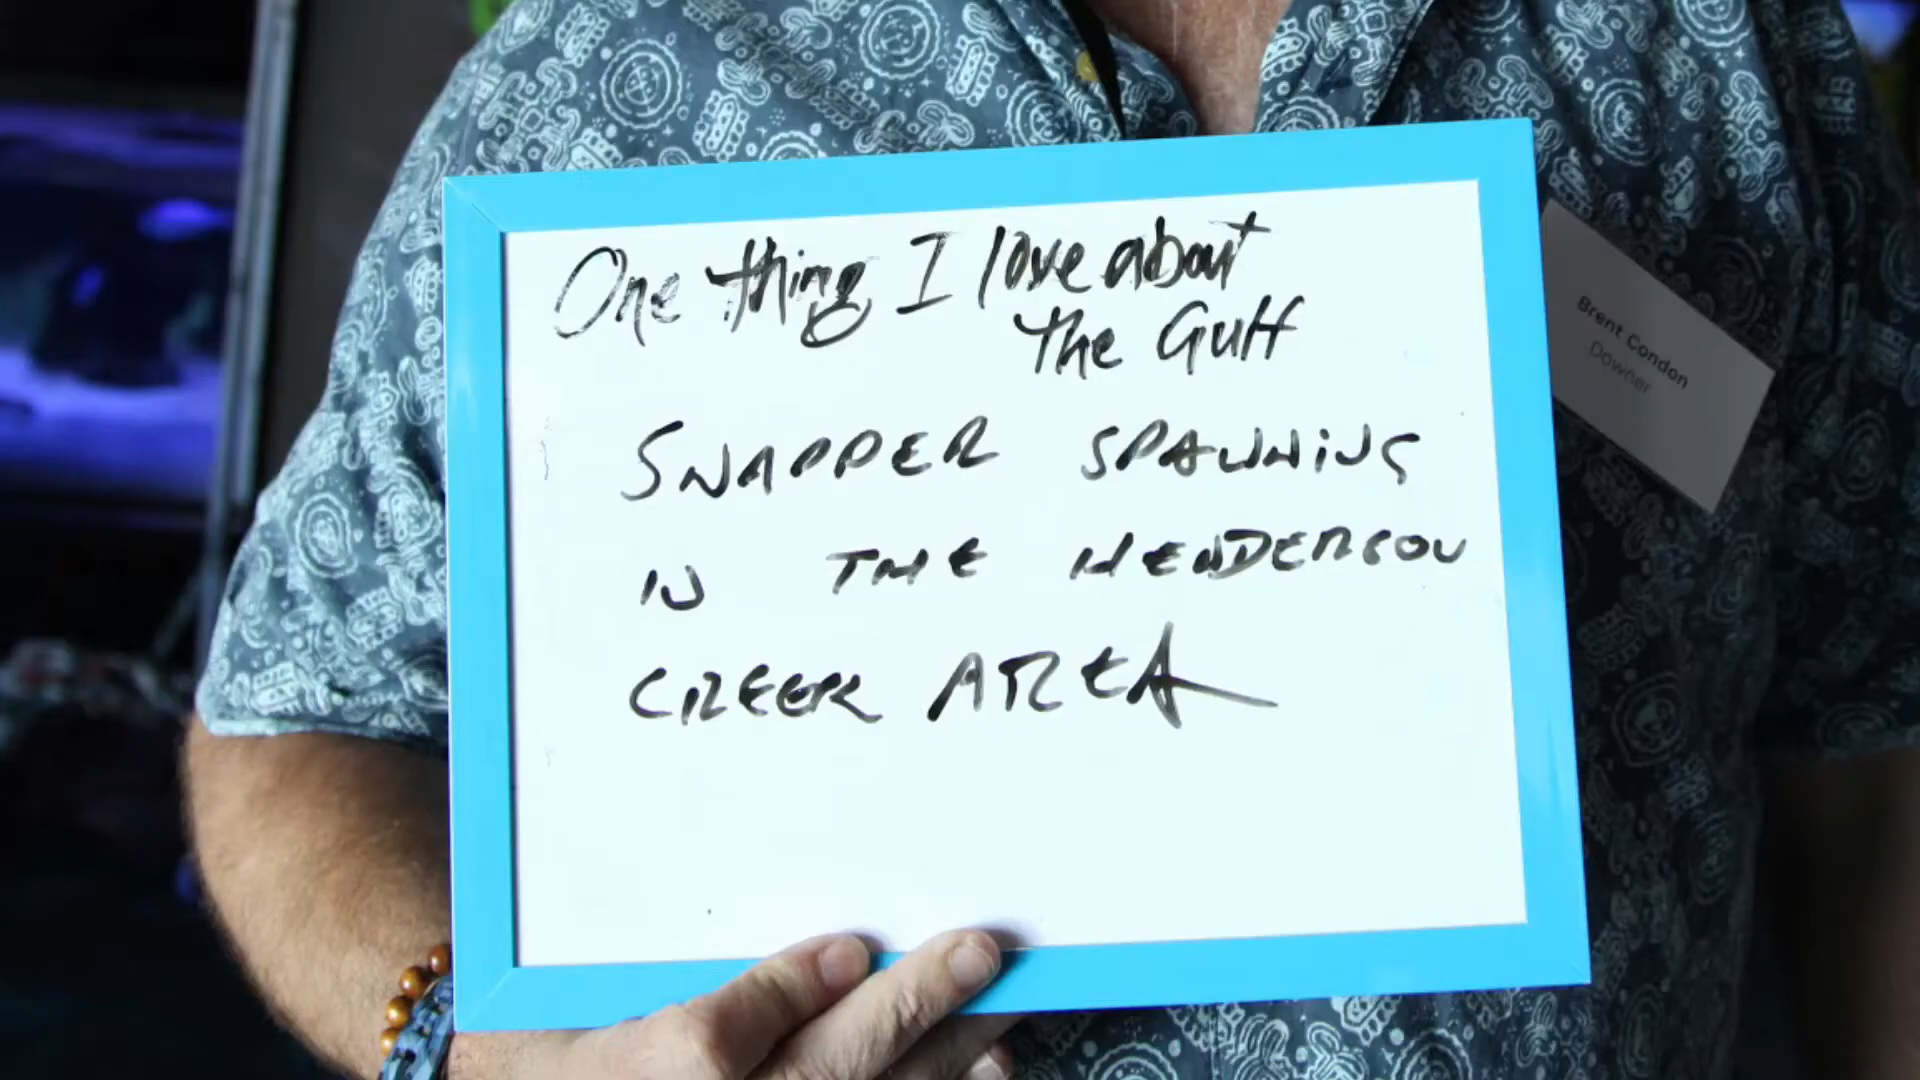 One thing I love about
the Gulf
SNAPPER SPAWNING
IN THE HENDERSON
CREEK AREA
Brent Condon
Downer